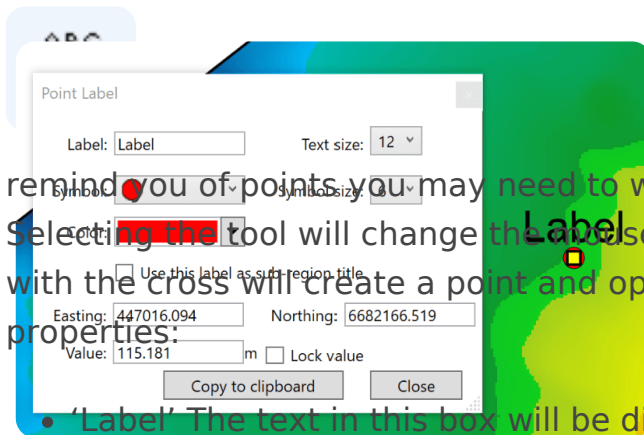 ABC
Point Label
Label: Label Text size: 12
remind you of points you may need to w
Symbol: Symbol size: 6
Selecting the tool will change the mouse
Color:
Label
Use this label as sub-region title
with the cross will create a point and op
Easting: 447016.094 Northing: 6682166.519
properties:
Value: 115.181 m Lock value
Copy to clipboard Close
• ‘Label’ The text in this box will be di